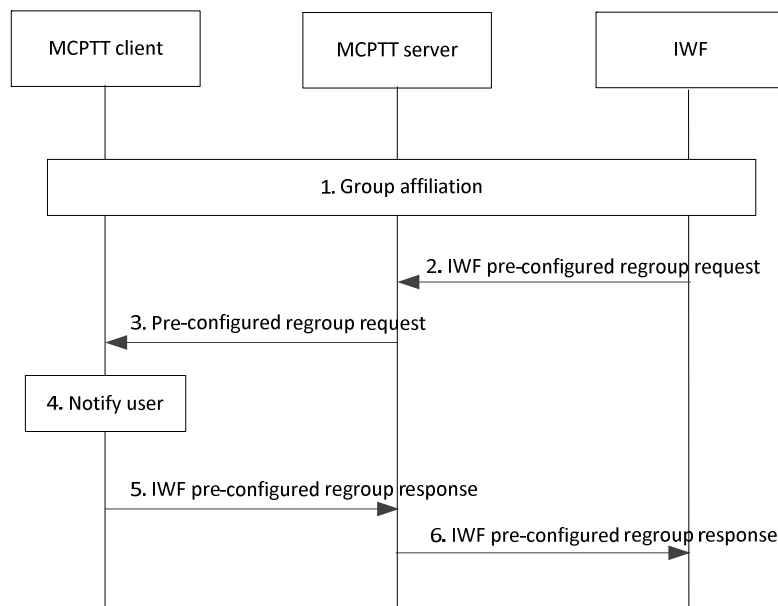 MCPTT client
MCPTT server
IWF
1. Group affiliation
2. IWF pre-configured regroup request
3. Pre-configured regroup request
4. Notify user
5. IWF pre-configured regroup response
6. IWF pre-configured regroup response